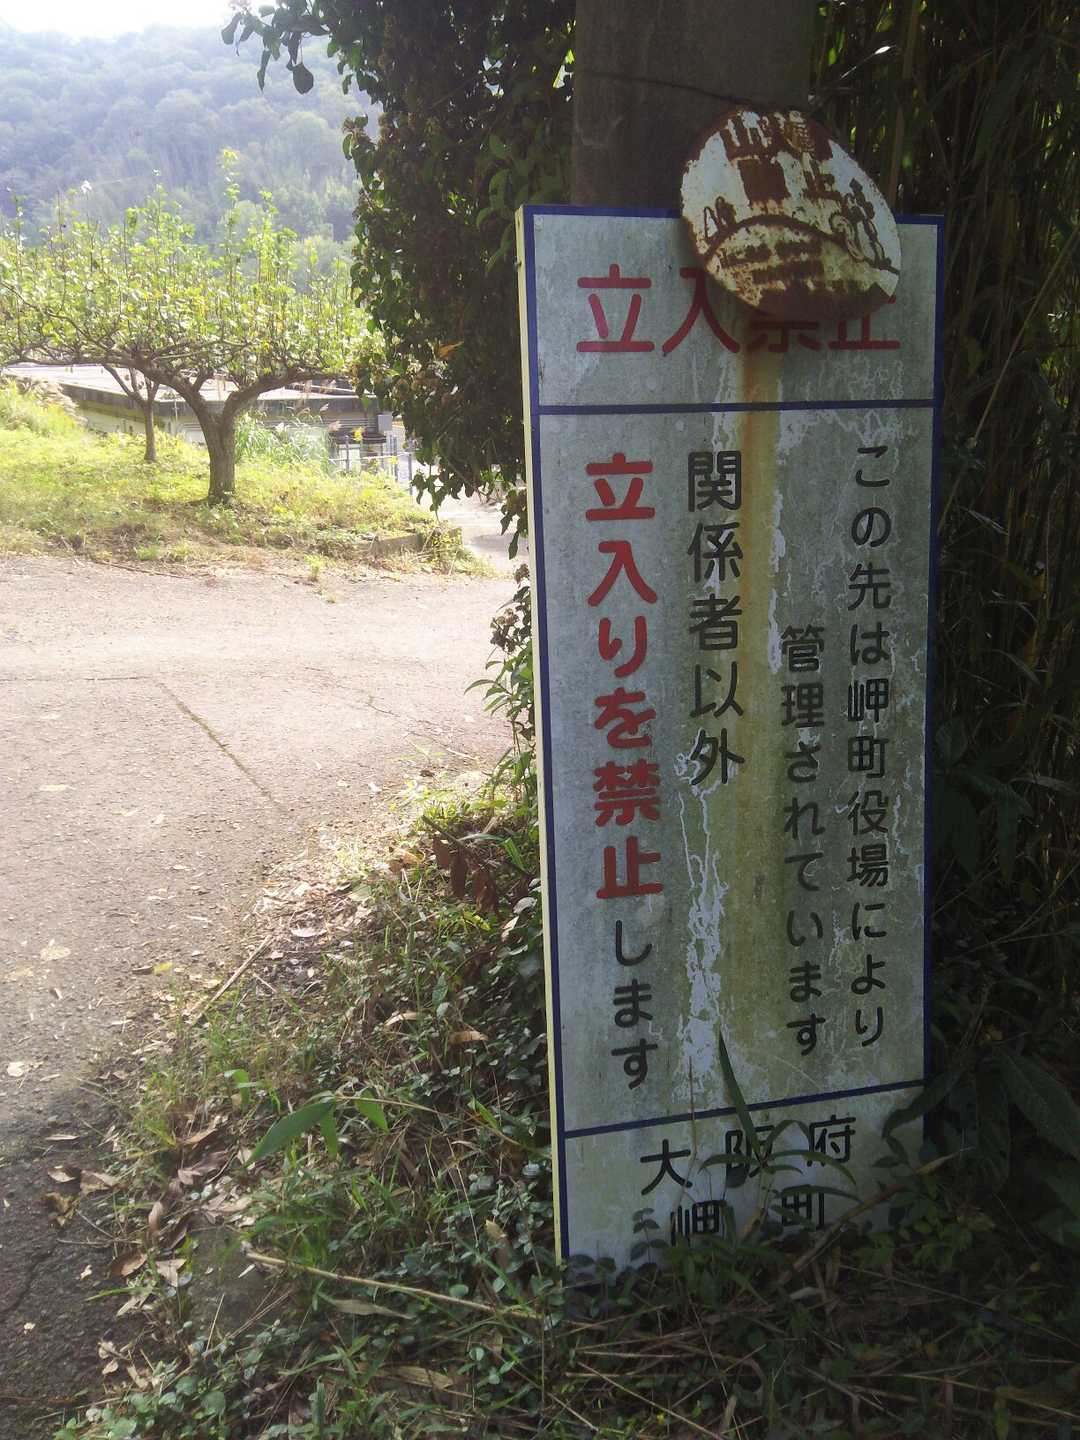 立入禁止
この先は岬町役場により
管理されています
関係者以外
立入りを禁止します
大阪府
岬町